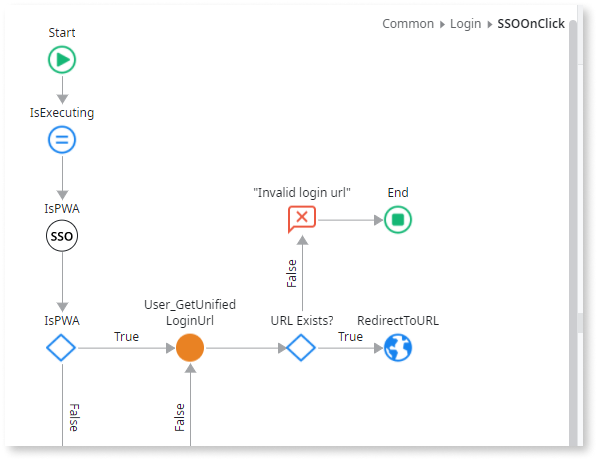 Common Login SSOOnClick
Start
IsExecuting
IsPWA
SSO
"Invalid login url"
End
False
IsPWA
True
User_GetUnified
LoginUrl
URL Exists?
True
RedirectToURL
False
False